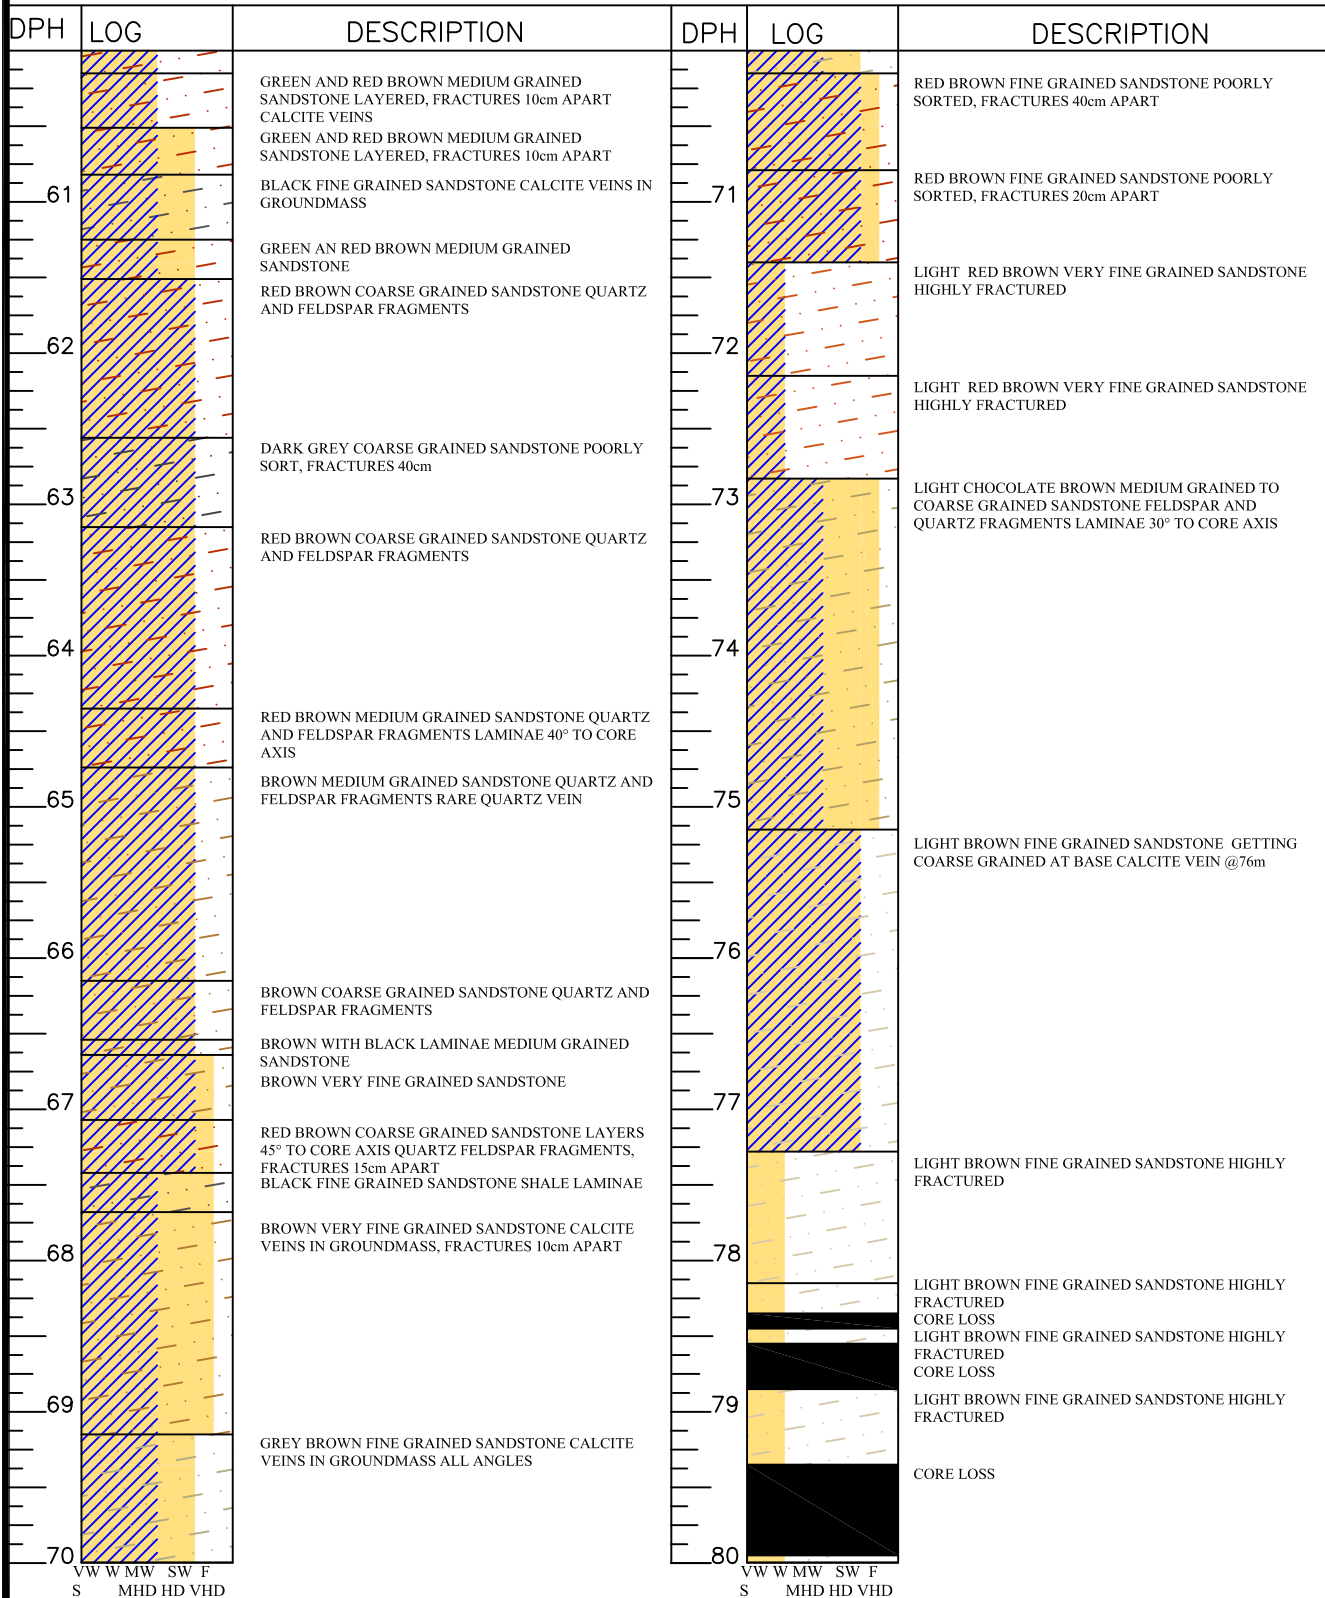 DPH LOG DESCRIPTION
GREEN AND RED BROWN MEDIUM GRAINED
SANDSTONE LAYERED, FRACTURES 10cm APART
CALCITE VEINS
GREEN AND RED BROWN MEDIUM GRAINED
SANDSTONE LAYERED, FRACTURES 10cm APART
61
BLACK FINE GRAINED SANDSTONE CALCITE VEINS IN
GROUNDMASS
GREEN AN RED BROWN MEDIUM GRAINED
SANDSTONE
RED BROWN COARSE GRAINED SANDSTONE QUARTZ
AND FELDSPAR FRAGMENTS
62
DARK GREY COARSE GRAINED SANDSTONE POORLY
SORT, FRACTURES 40cm
63
RED BROWN COARSE GRAINED SANDSTONE QUARTZ
AND FELDSPAR FRAGMENTS
64
RED BROWN MEDIUM GRAINED SANDSTONE QUARTZ
AND FELDSPAR FRAGMENTS LAMINAE 40° TO CORE
AXIS
BROWN MEDIUM GRAINED SANDSTONE QUARTZ AND
FELDSPAR FRAGMENTS RARE QUARTZ VEIN
65
66
BROWN COARSE GRAINED SANDSTONE QUARTZ AND
FELDSPAR FRAGMENTS
BROWN WITH BLACK LAMINAE MEDIUM GRAINED
SANDSTONE
BROWN VERY FINE GRAINED SANDSTONE
67
RED BROWN COARSE GRAINED SANDSTONE LAYERS
45° TO CORE AXIS QUARTZ FELDSPAR FRAGMENTS,
FRACTURES 15cm APART
BLACK FINE GRAINED SANDSTONE SHALE LAMINAE
BROWN VERY FINE GRAINED SANDSTONE CALCITE
VEINS IN GROUNDMASS, FRACTURES 10cm APART
68
69
GREY BROWN FINE GRAINED SANDSTONE CALCITE
VEINS IN GROUNDMASS ALL ANGLES
70
VW W MW SW F
S MHD HD VHD
DPH LOG DESCRIPTION
RED BROWN FINE GRAINED SANDSTONE POORLY
SORTED, FRACTURES 40cm APART
RED BROWN FINE GRAINED SANDSTONE POORLY
SORTED, FRACTURES 20cm APART
71
LIGHT RED BROWN VERY FINE GRAINED SANDSTONE
HIGHLY FRACTURED
72
LIGHT RED BROWN VERY FINE GRAINED SANDSTONE
HIGHLY FRACTURED
73
LIGHT CHOCOLATE BROWN MEDIUM GRAINED TO
COARSE GRAINED SANDSTONE FELDSPAR AND
QUARTZ FRAGMENTS LAMINAE 30° TO CORE AXIS
74
75
LIGHT BROWN FINE GRAINED SANDSTONE GETTING
COARSE GRAINED AT BASE CALCITE VEIN @76m
76
77
LIGHT BROWN FINE GRAINED SANDSTONE HIGHLY
FRACTURED
78
LIGHT BROWN FINE GRAINED SANDSTONE HIGHLY
FRACTURED
CORE LOSS
LIGHT BROWN FINE GRAINED SANDSTONE HIGHLY
FRACTURED
CORE LOSS
79
LIGHT BROWN FINE GRAINED SANDSTONE HIGHLY
FRACTURED
CORE LOSS
80
VW W MW SW F
S MHD HD VHD